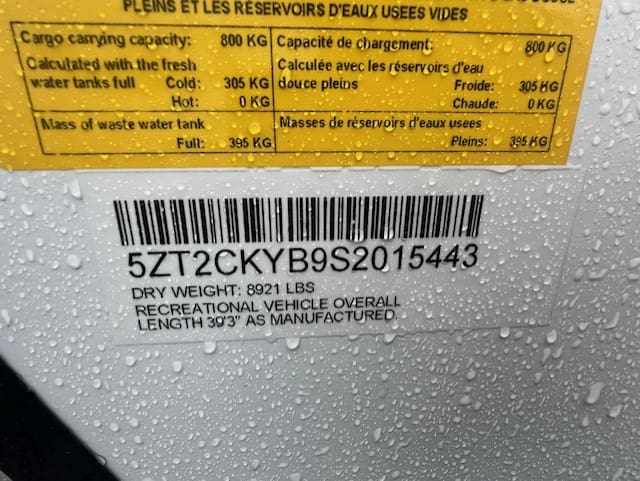 PLEINS ET LES RÉSERVOIRS D'EAUX USEES VIDES
Cargo carrying capacity: 800 KG
Calculated with the fresh
water tanks full Cold: 305 KG
Hot: 0 KG
Mass of waste water tank
Full: 395 KG
Capacité de chargement: 800 KG
Calculée avec les réservoirs d'eau
douce pleins Froide: 305 KG
Chaude: 0 KG
Masses de réservoirs d'eaux usees
Pleins: 395 KG
5ZT2CKYB9S2015443
DRY WEIGHT: 8921 LBS
RECREATIONAL VEHICLE OVERALL
LENGTH 39'3" AS MANUFACTURED.